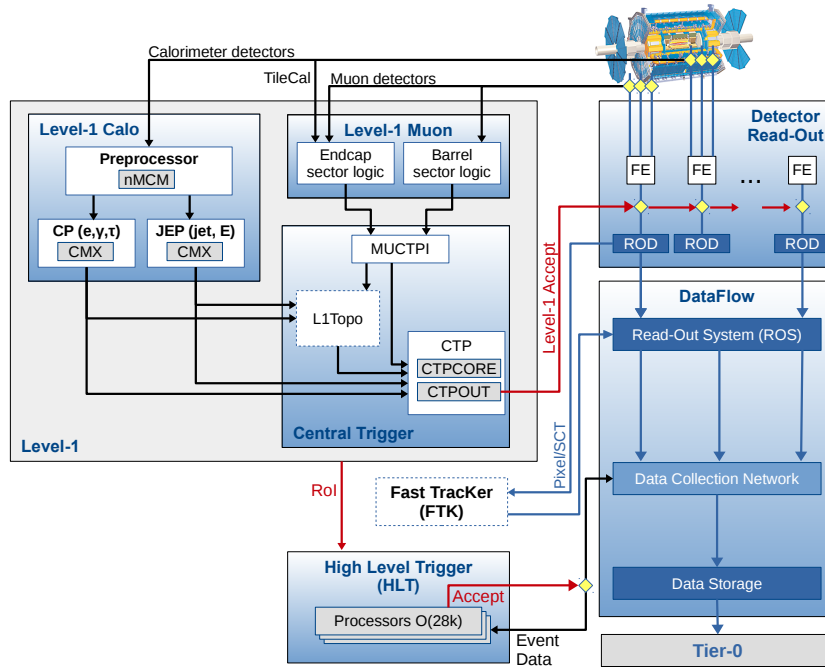 Calorimeter detectors
TileCal
Muon detectors
Level-1 Calo
Preprocessor
nMCM
CP (e,γ,τ)
CMX
JEP (jet, E)
CMX
Level-1 Muon
Endcap
sector logic
Barrel
sector logic
MUCTPI
L1Topo
CTP
CTPCORE
CTPOUT
Central Trigger
Level-1
Level-1 Accept
Detector
Read-Out
FE
FE
...
FE
ROD
ROD
ROD
DataFlow
Read-Out System (ROS)
Data Collection Network
Data Storage
Tier-0
Pixel/SCT
RoI
Fast TracKer
(FTK)
High Level Trigger
(HLT)
Accept
Processors O(28k)
Event
Data